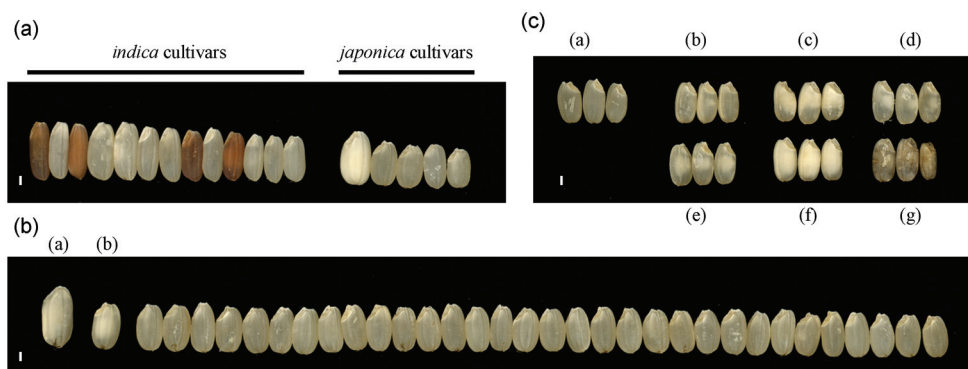 (a)
indica cultivars
japonica cultivars
(c)
(a)
(b)
(c)
(d)
(e)
(f)
(g)
(b)
(a)
(b)